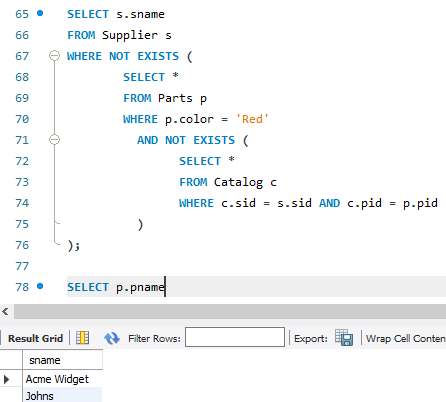 65 SELECT s.sname
66 FROM Supplier s
67 WHERE NOT EXISTS (
68 SELECT *
69 FROM Parts p
70 WHERE p.color = 'Red'
71 AND NOT EXISTS (
72 SELECT *
73 FROM Catalog c
74 WHERE c.sid = s.sid AND c.pid = p.pid
75 )
76 );
77
78 SELECT p.pname
Result Grid Filter Rows: Export: Wrap Cell Conten
sname
Acme Widget
Johns